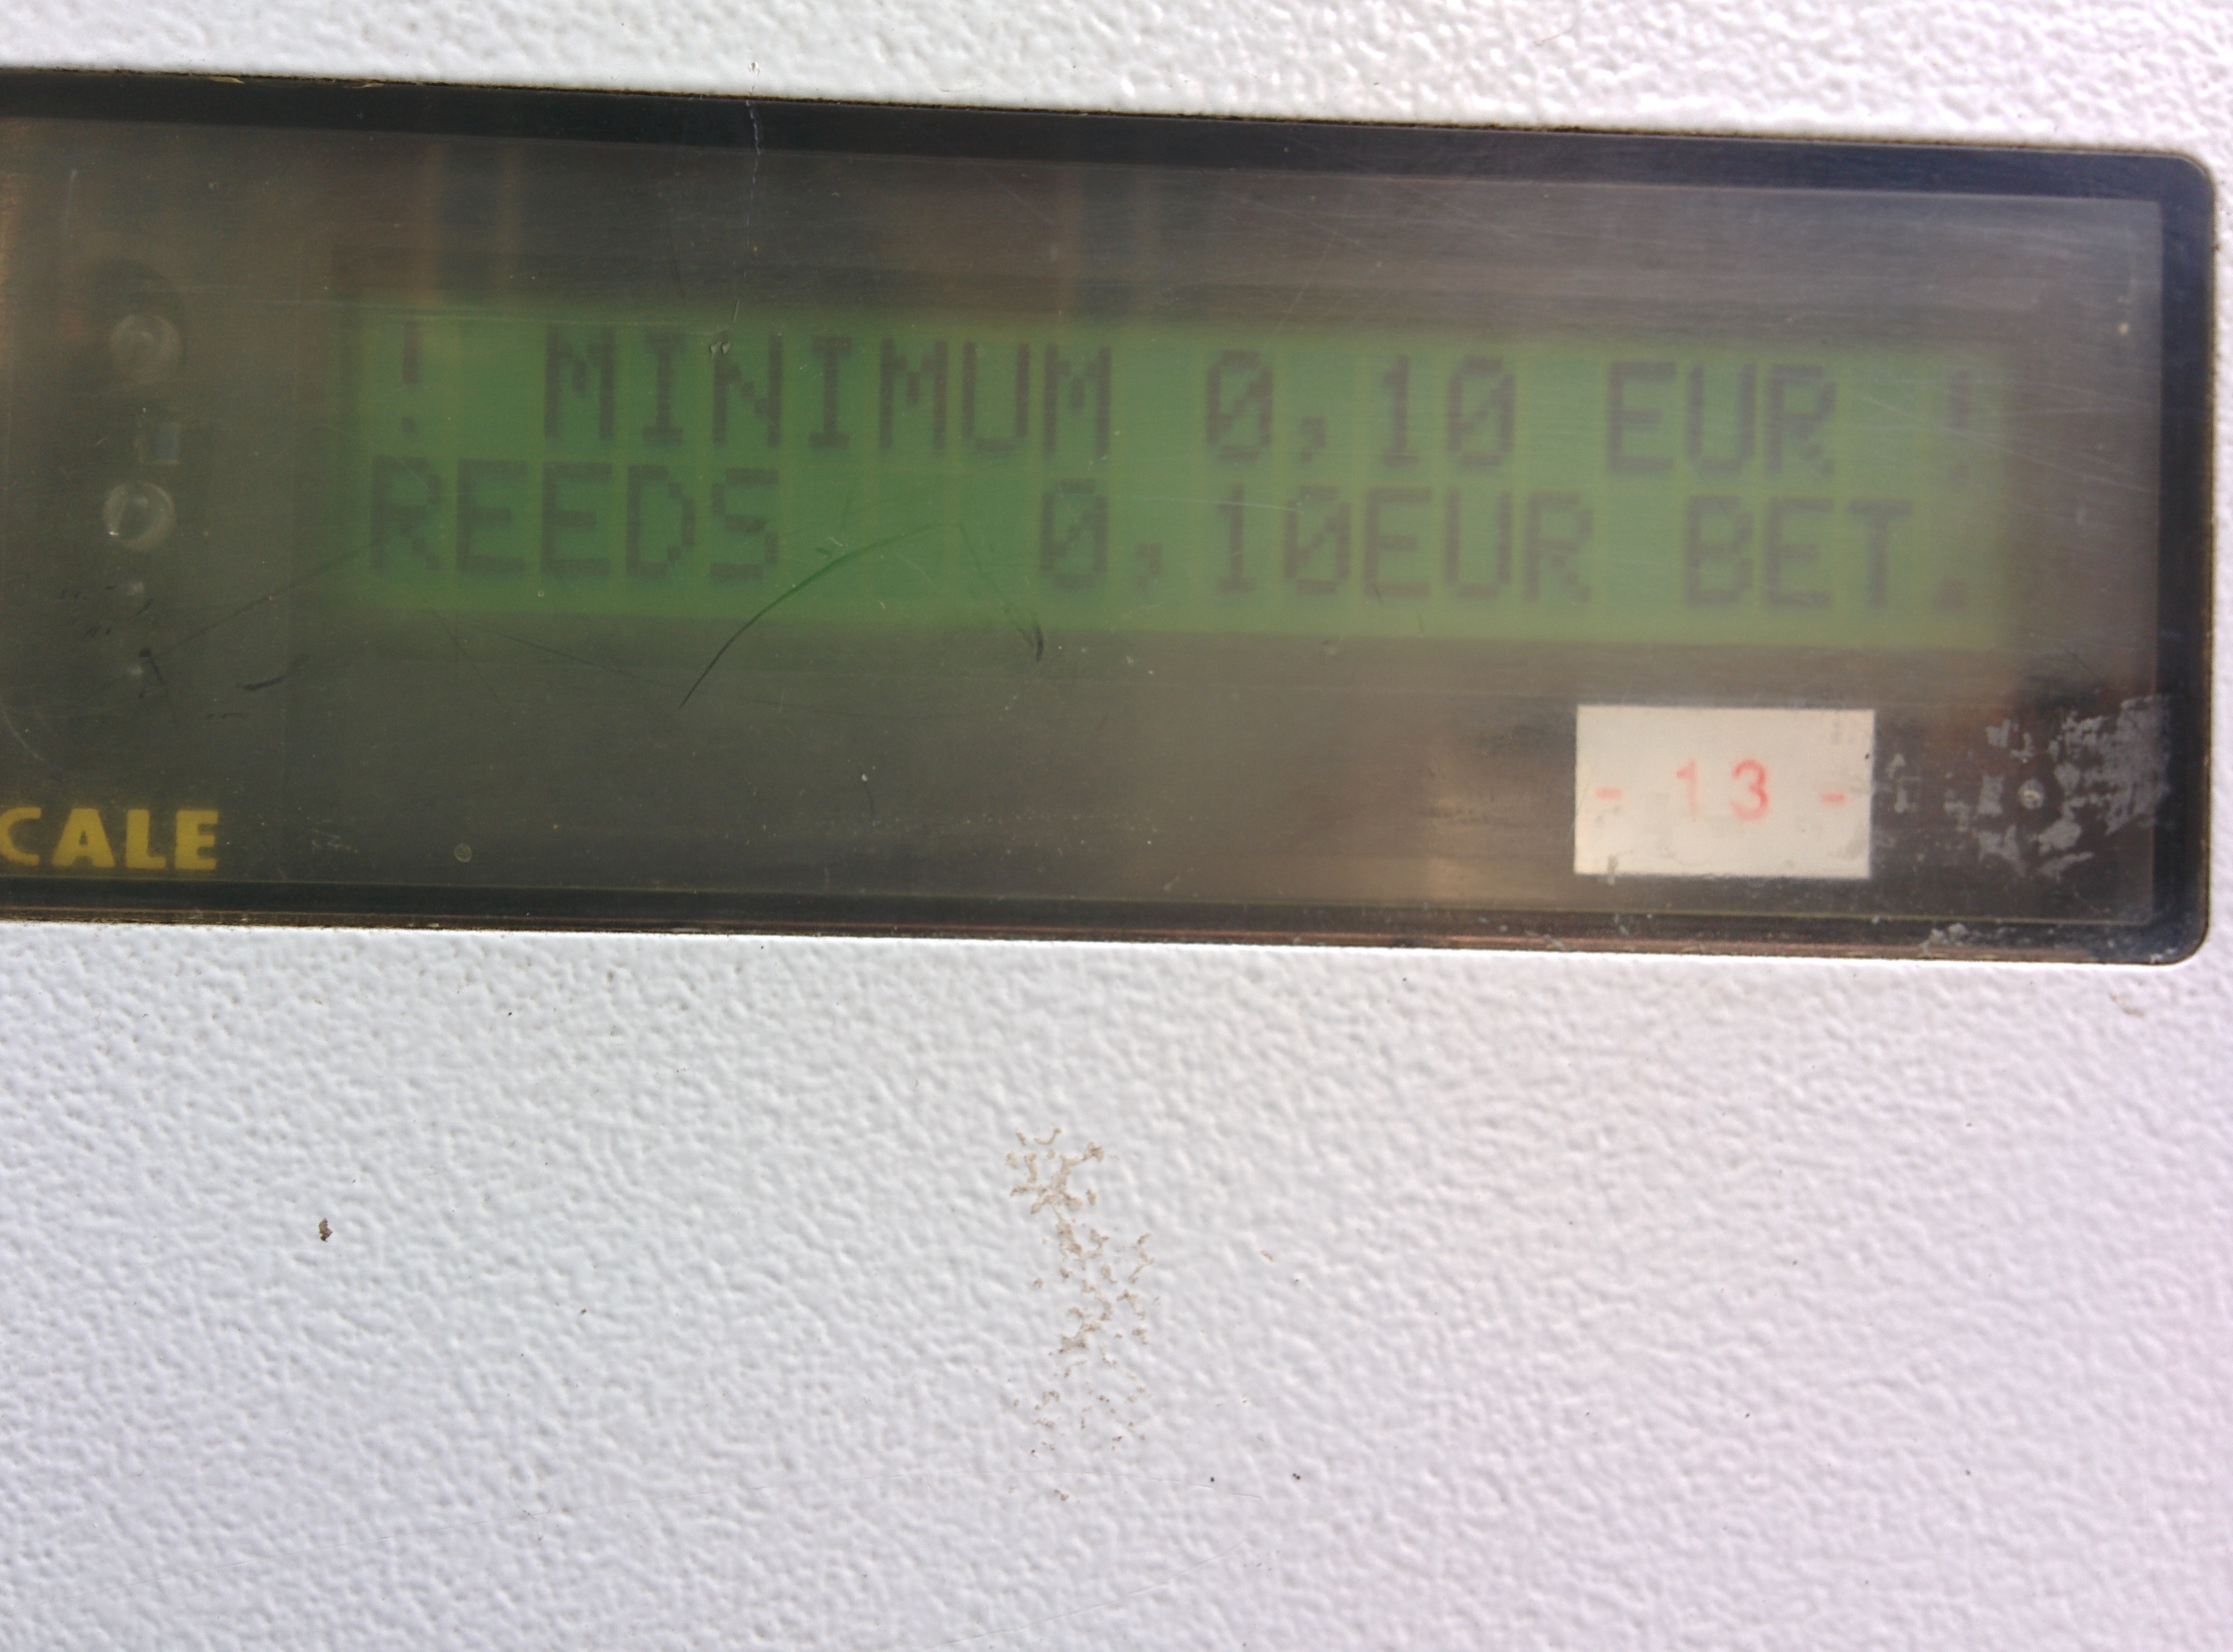 ! MINIMUM 0,10 EUR !
REEDS 0,10EUR BET.
- 13 -
CALE